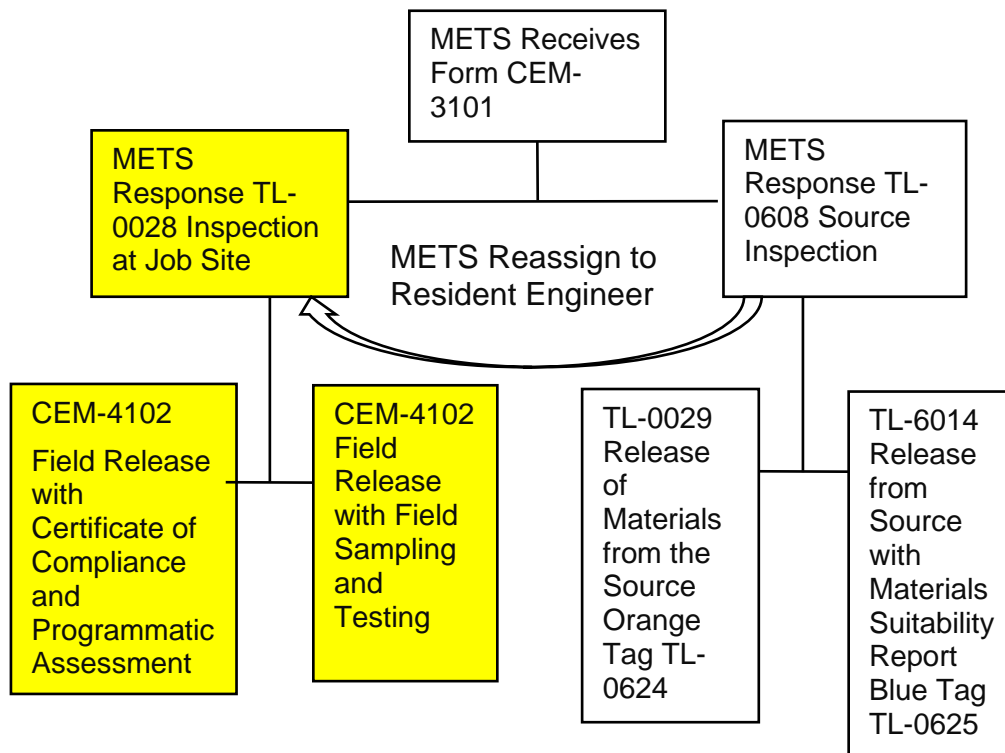 METS Receives
Form CEM-
3101
METS
Response TL-
0028 Inspection
at Job Site
METS
Response TL-
0608 Source
Inspection
METS Reassign to
Resident Engineer
CEM-4102
Field Release
with
Certificate of
Compliance
and
Programmatic
Assessment
CEM-4102
Field
Release
with Field
Sampling
and
Testing
TL-0029
Release
of
Materials
from the
Source
Orange
Tag TL-
0624
TL-6014
Release
from
Source
with
Materials
Suitability
Report
Blue Tag
TL-0625